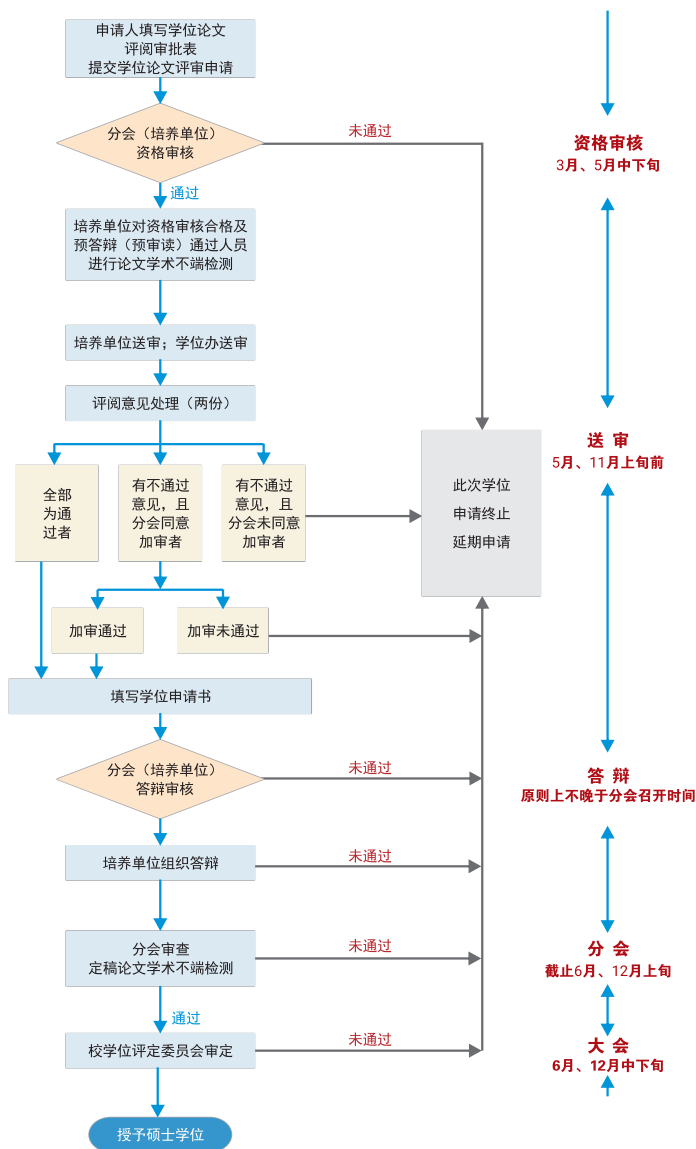 申请人填写学位论文
评阅审批表
提交学位论文评审申请
分会（培养单位）
资格审核
未通过
通过
培养单位对资格审核合格及
预答辩（预审读）通过人员
进行论文学术不端检测
培养单位送审；学位办送审
评阅意见处理（两份）
全部
为通
过者
有不通过
意见，且
分会同意
加审者
有不通过
意见，且
分会未同意
加审者
此次学位
申请终止
延期申请
加审通过
加审未通过
填写学位申请书
分会（培养单位）
答辩审核
未通过
培养单位组织答辩
未通过
分会审查
定稿论文学术不端检测
未通过
通过
校学位评定委员会审定
未通过
授予硕士学位
资格审核
3月、5月中下旬
送 审
5月、11月上旬前
答 辩
原则上不晚于分会召开时间
分 会
截止6月、12月上旬
大 会
6月、12月中下旬